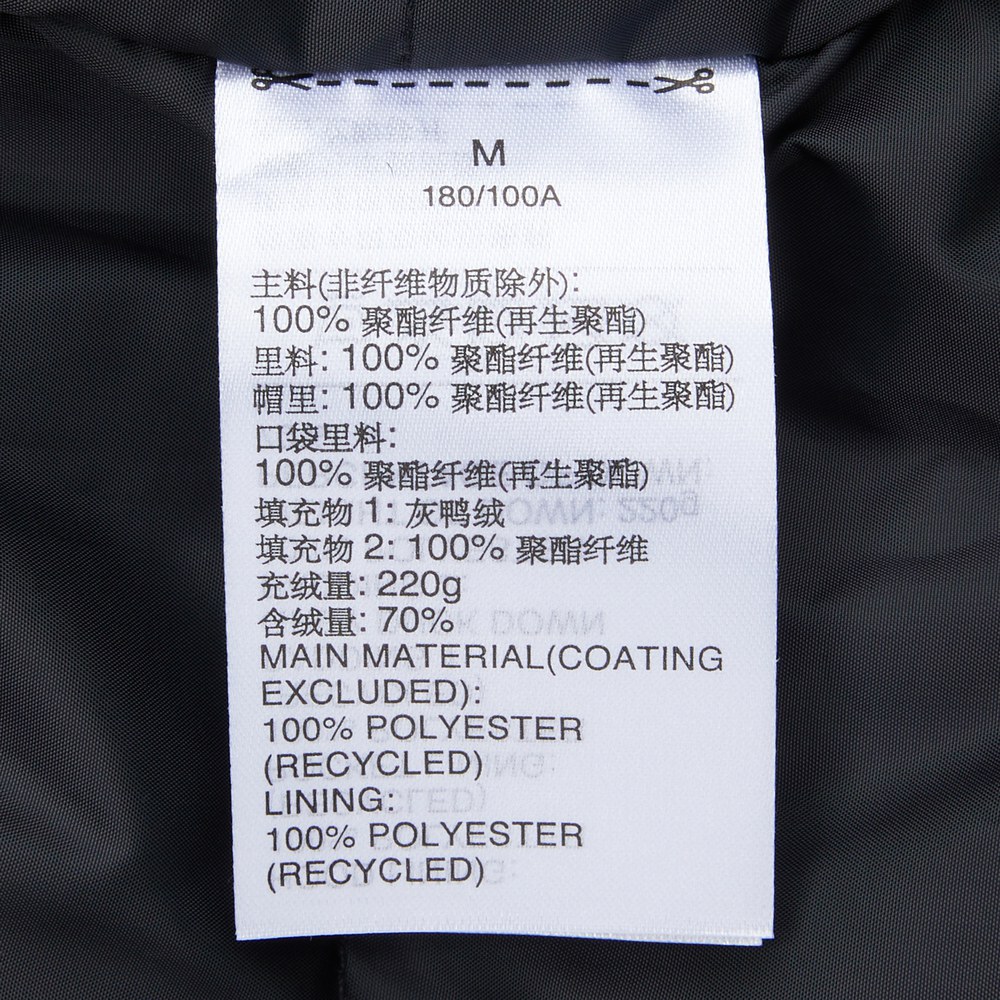 M
180/100A
主料(非纤维物质除外):
100% 聚酯纤维(再生聚酯)
里料: 100% 聚酯纤维(再生聚酯)
帽里: 100% 聚酯纤维(再生聚酯)
口袋里料:
100% 聚酯纤维(再生聚酯)
填充物 1: 灰鸭绒
填充物 2: 100% 聚酯纤维
充绒量: 220g
含绒量: 70%
MAIN MATERIAL(COATING
EXCLUDED):
100% POLYESTER
(RECYCLED)
LINING:
100% POLYESTER
(RECYCLED)